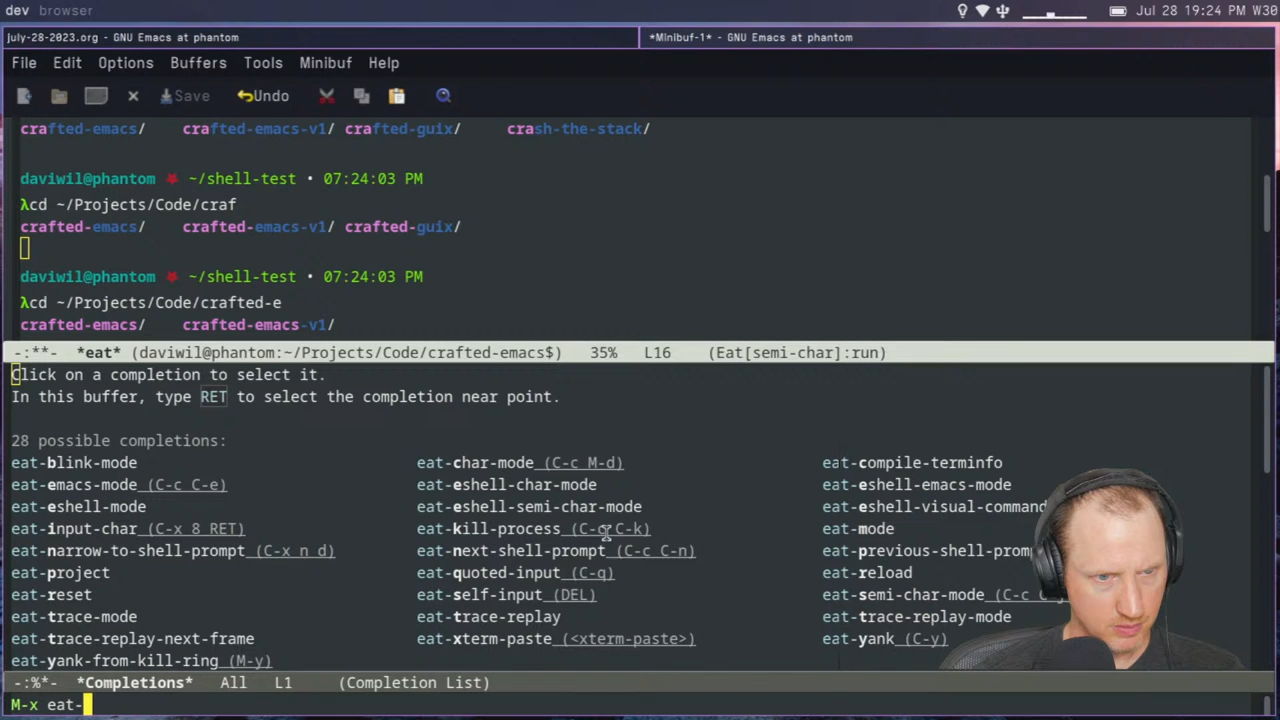 dev browser Jul 28 19:24 PM W30
july-28-2023.org - GNU Emacs at phantom *Minibuf-1* - GNU Emacs at phantom
File Edit Options Buffers Tools Minibuf Help
Save Undo
crafted-emacs/ crafted-emacs-v1/ crafted-guix/ crash-the-stack/
daviwil@phantom ~/shell-test • 07:24:03 PM
λcd ~/Projects/Code/craf
crafted-emacs/ crafted-emacs-v1/ crafted-guix/
daviwil@phantom ~/shell-test • 07:24:03 PM
λcd ~/Projects/Code/crafted-e
crafted-emacs/ crafted-emacs-v1/
-:**- *eat* (daviwil@phantom:~/Projects/Code/crafted-emacs$) 35% L16 (Eat[semi-char]:run)
Click on a completion to select it.
In this buffer, type RET to select the completion near point.
28 possible completions:
eat-blink-mode eat-char-mode (C-c M-d) eat-compile-terminfo
eat-emacs-mode (C-c C-e) eat-eshell-char-mode eat-eshell-emacs-mode
eat-eshell-mode eat-eshell-semi-char-mode eat-eshell-visual-command
eat-input-char (C-x 8 RET) eat-kill-process (C-c C-k) eat-mode
eat-narrow-to-shell-prompt (C-x n d) eat-next-shell-prompt (C-c C-n) eat-previous-shell-prom
eat-project eat-quoted-input (C-q) eat-reload
eat-reset eat-self-input (DEL) eat-semi-char-mode (C-c
eat-trace-mode eat-trace-replay eat-trace-replay-mode
eat-trace-replay-next-frame eat-xterm-paste (<xterm-paste>) eat-yank (C-y)
eat-yank-from-kill-ring (M-y)
-:%*- *Completions* All L1 (Completion List)
M-x eat-